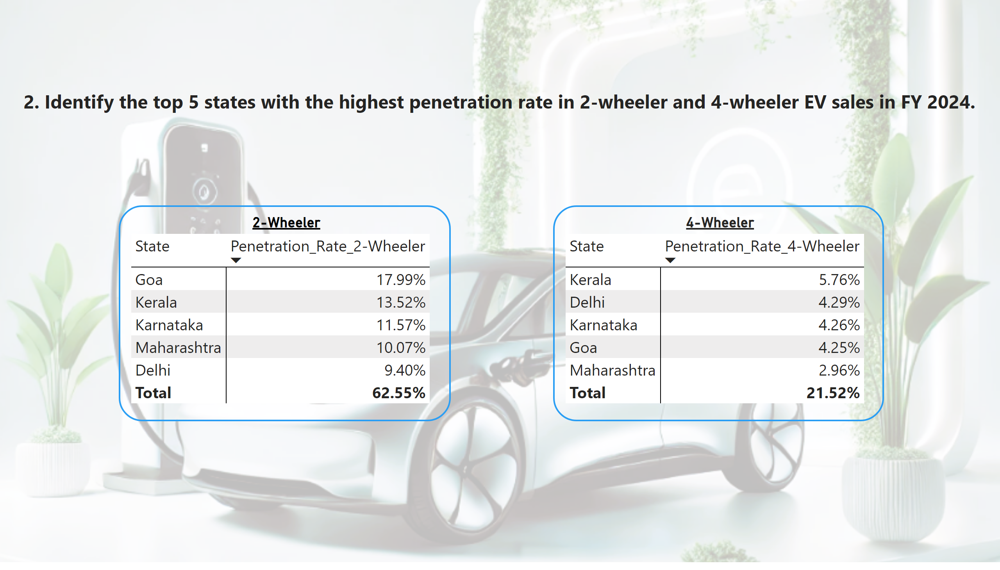 2. Identify the top 5 states with the highest penetration rate in 2-wheeler and 4-wheeler EV sales in FY 2024.
2-Wheeler
State Penetration_Rate_2-Wheeler
Goa 17.99%
Kerala 13.52%
Karnataka 11.57%
Maharashtra 10.07%
Delhi 9.40%
Total 62.55%
4-Wheeler
State Penetration_Rate_4-Wheeler
Kerala 5.76%
Delhi 4.29%
Karnataka 4.26%
Goa 4.25%
Maharashtra 2.96%
Total 21.52%